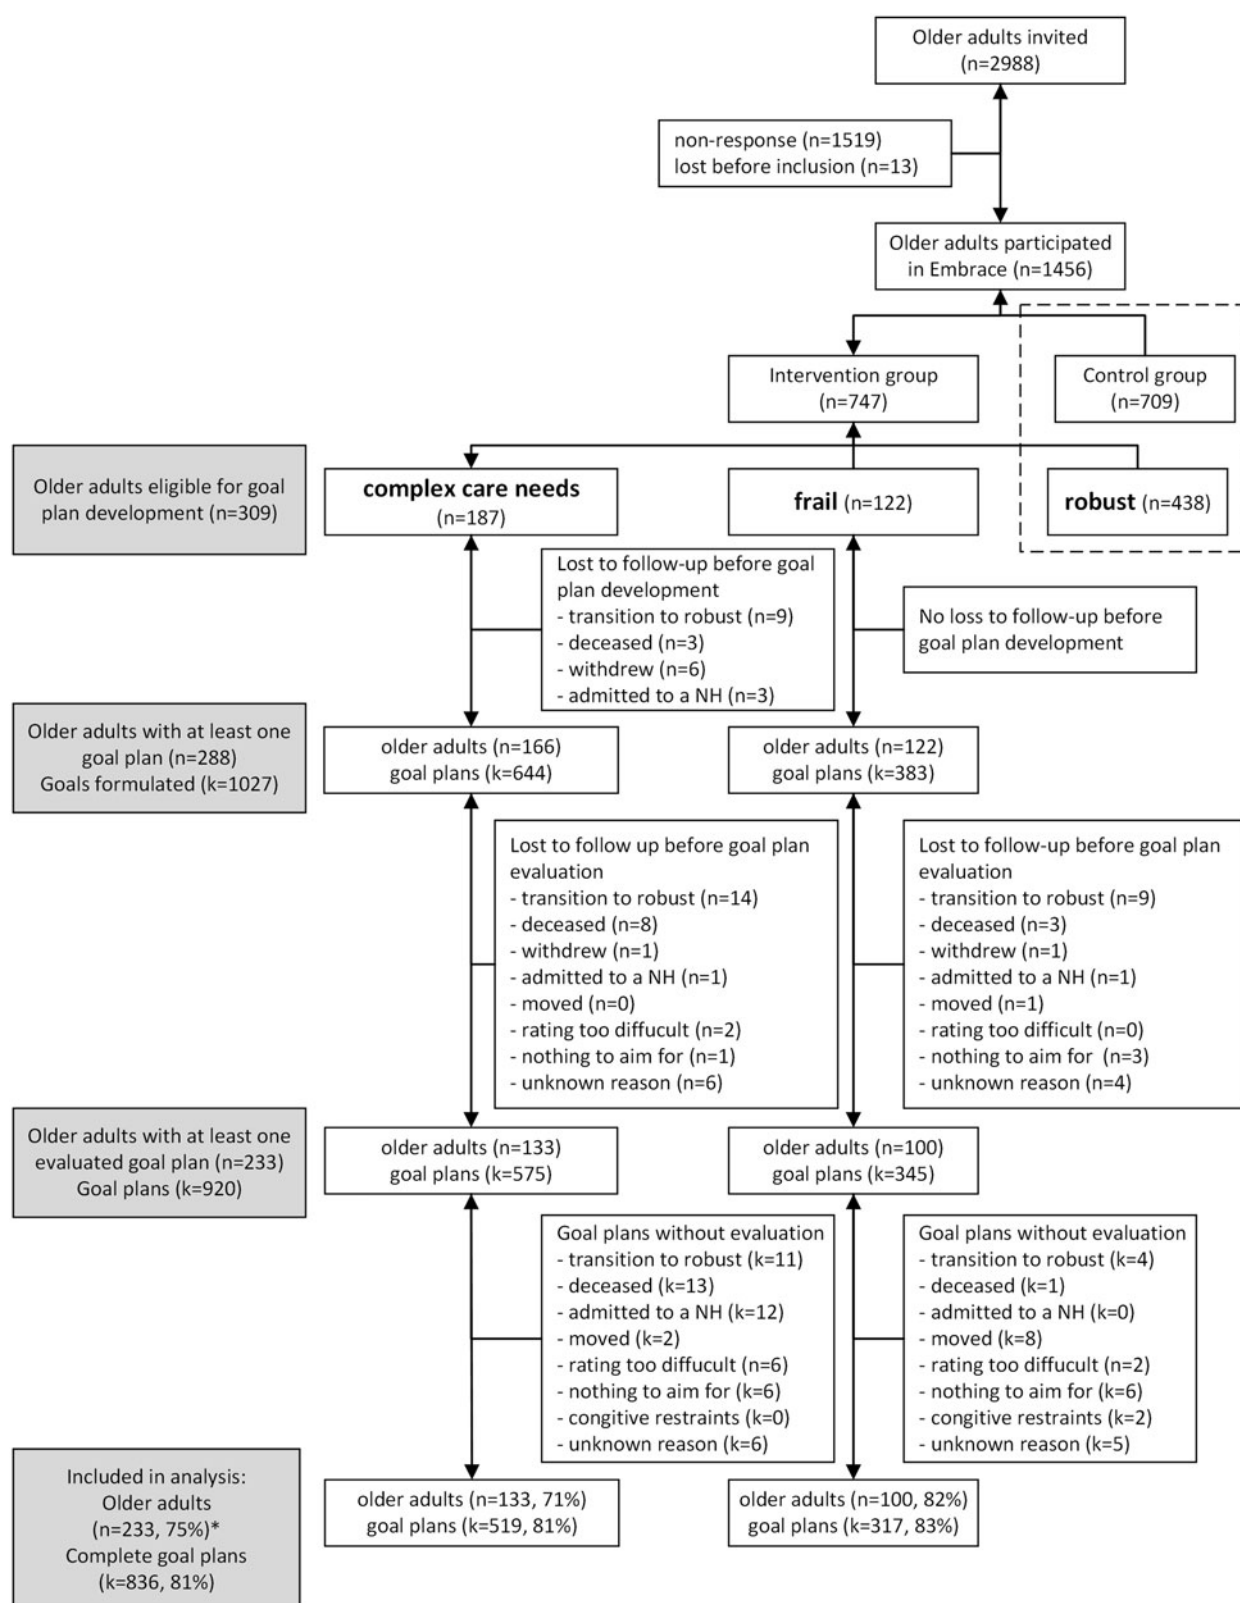 Older adults invited
(n=2988)
non-response (n=1519)
lost before inclusion (n=13)
Older adults participated
in Embrace (n=1456)
Intervention group
(n=747)
Control group
(n=709)
Older adults eligible for goal
plan development (n=309)
complex care needs
(n=187)
frail (n=122)
robust (n=438)
Lost to follow-up before goal
plan development
- transition to robust (n=9)
- deceased (n=3)
- withdrew (n=6)
- admitted to a NH (n=3)
No loss to follow-up before
goal plan development
Older adults with at least one
goal plan (n=288)
Goals formulated (k=1027)
older adults (n=166)
goal plans (k=644)
older adults (n=122)
goal plans (k=383)
Lost to follow up before goal plan
evaluation
- transition to robust (n=14)
- deceased (n=8)
- withdrew (n=1)
- admitted to a NH (n=1)
- moved (n=0)
- rating too diffucult (n=2)
- nothing to aim for (n=1)
- unknown reason (n=6)
Lost to follow-up before goal plan
evaluation
- transition to robust (n=9)
- deceased (n=3)
- withdrew (n=1)
- admitted to a NH (n=1)
- moved (n=1)
- rating too difficult (n=0)
- nothing to aim for (n=3)
- unknown reason (n=4)
Older adults with at least one
evaluated goal plan (n=233)
Goal plans (k=920)
older adults (n=133)
goal plans (k=575)
older adults (n=100)
goal plans (k=345)
Goal plans without evaluation
- transition to robust (k=11)
- deceased (k=13)
- admitted to a NH (k=12)
- moved (k=2)
- rating too diffucult (n=6)
- nothing to aim for (k=6)
- congitive restraints (k=0)
- unknown reason (k=6)
Goal plans without evaluation
- transition to robust (k=4)
- deceased (k=1)
- admitted to a NH (k=0)
- moved (k=8)
- rating too diffucult (n=2)
- nothing to aim for (k=6)
- congitive restraints (k=2)
- unknown reason (k=5)
Included in analysis:
Older adults
(n=233, 75%)*
Complete goal plans
(k=836, 81%)
older adults (n=133, 71%)
goal plans (k=519, 81%)
older adults (n=100, 82%)
goal plans (k=317, 83%)